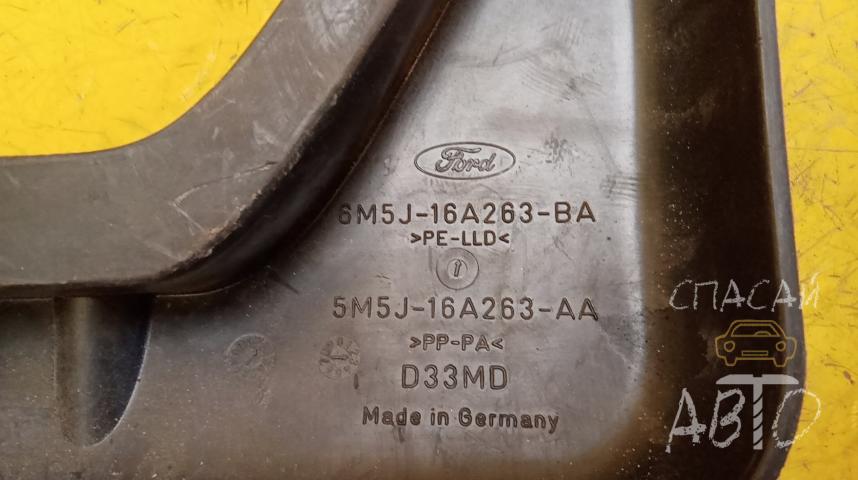 Ford
6M5J-16A263-BA
>PE-LLD<
5M5J-16A263-AA
>PP-PA<
D33MD
Made in Germany
СПАСАЙ
АВТО